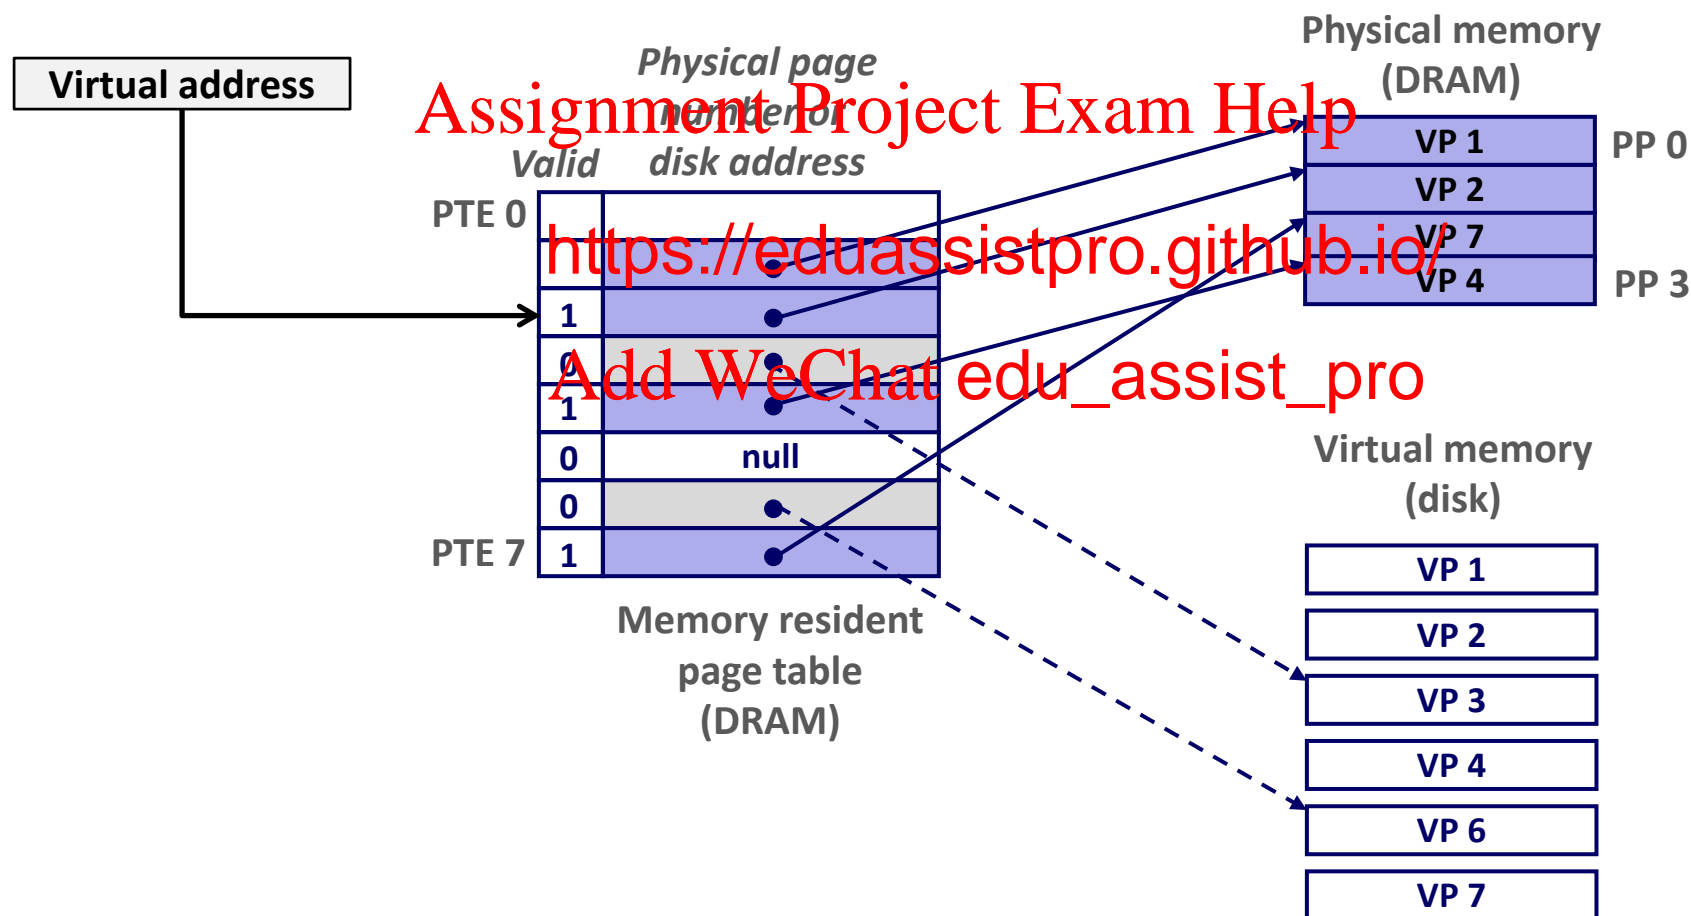 Virtual address
Physical page
number or
disk address
Valid
Physical memory
(DRAM)
Assignment Project Exam Help
VP 1
PP 0
VP 2
VP 7
VP 4
PP 3
PTE 0
https://eduassistpro.github.io/
1
0
Add WeChat edu_assist_pro
1
0
null
0
PTE 7
1
Memory resident
page table
(DRAM)
Virtual memory
(disk)
VP 1
VP 2
VP 3
VP 4
VP 6
VP 7